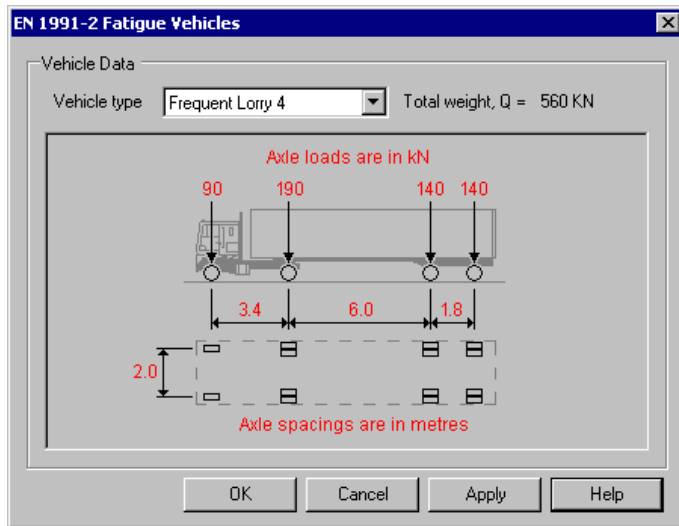 EN 1991-2 Fatigue Vehicles
Vehicle Data
Vehicle type Frequent Lorry 4 Total weight, Q = 560 KN
Axle loads are in kN
90 190 140 140
3.4 6.0 1.8
2.0
Axle spacings are in metres
OK Cancel Apply Help